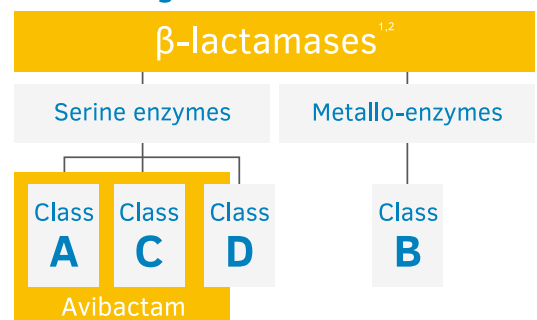 β-lactamases1,2
Serine enzymes
Metallo-enzymes
Class A
Class C
Class D
Class B
Avibactam